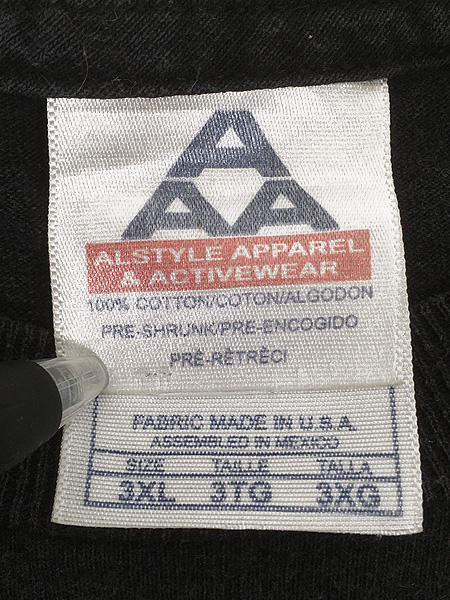 AAA
ALSTYLE APPAREL
& ACTIVEWEAR
100% COTTON/COTON/ALGODON
PRE-SHRUNK/PRE-ENCOGIDO
PRÉ-RÉTRÉCI
FABRIC MADE IN U.S.A.
ASSEMBLED IN MEXICO
SIZE TAILLE TALLA
3XL 3TG 3XG